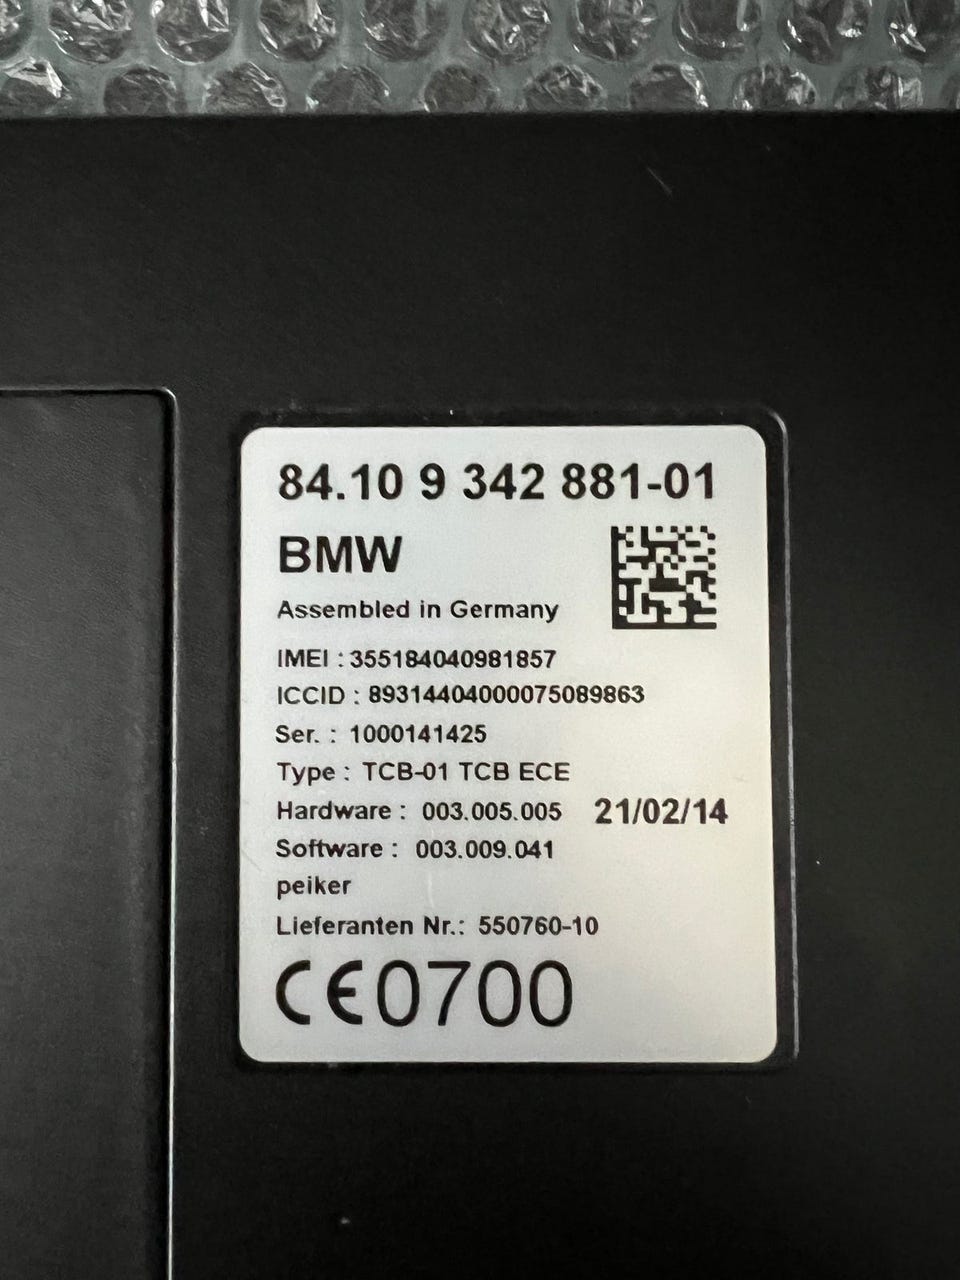 84.10 9 342 881-01
BMW
Assembled in Germany
IMEI : 355184040981857
ICCID : 89314404000075089863
Ser. : 1000141425
Type : TCB-01 TCB ECE
Hardware : 003.005.005 21/02/14
Software : 003.009.041
peiker
Lieferanten Nr.: 550760-10
CE0700